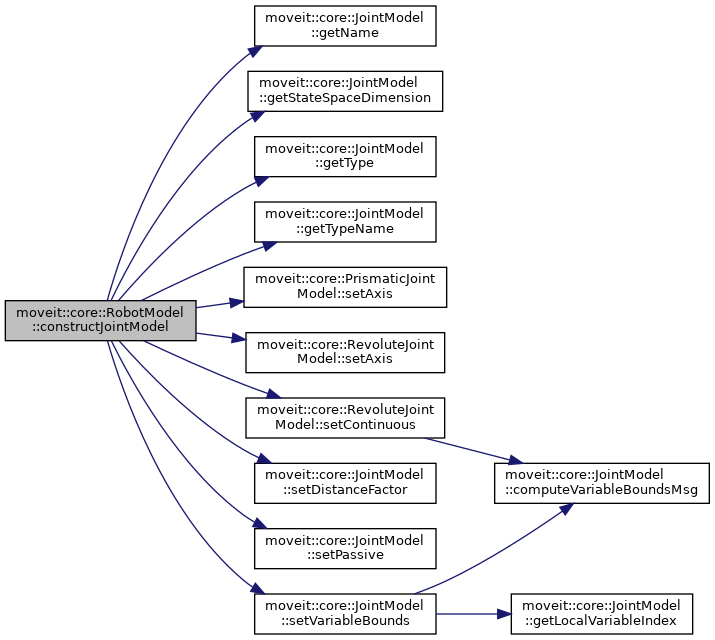 moveit::core::JointModel
::getName
moveit::core::JointModel
::getStateSpaceDimension
moveit::core::JointModel
::getType
moveit::core::JointModel
::getTypeName
moveit::core::PrismaticJoint
Model::setAxis
moveit::core::RobotModel
::constructJointModel
moveit::core::RevoluteJoint
Model::setAxis
moveit::core::RevoluteJoint
Model::setContinuous
moveit::core::JointModel
::setDistanceFactor
moveit::core::JointModel
::computeVariableBoundsMsg
moveit::core::JointModel
::setPassive
moveit::core::JointModel
::setVariableBounds
moveit::core::JointModel
::getLocalVariableIndex